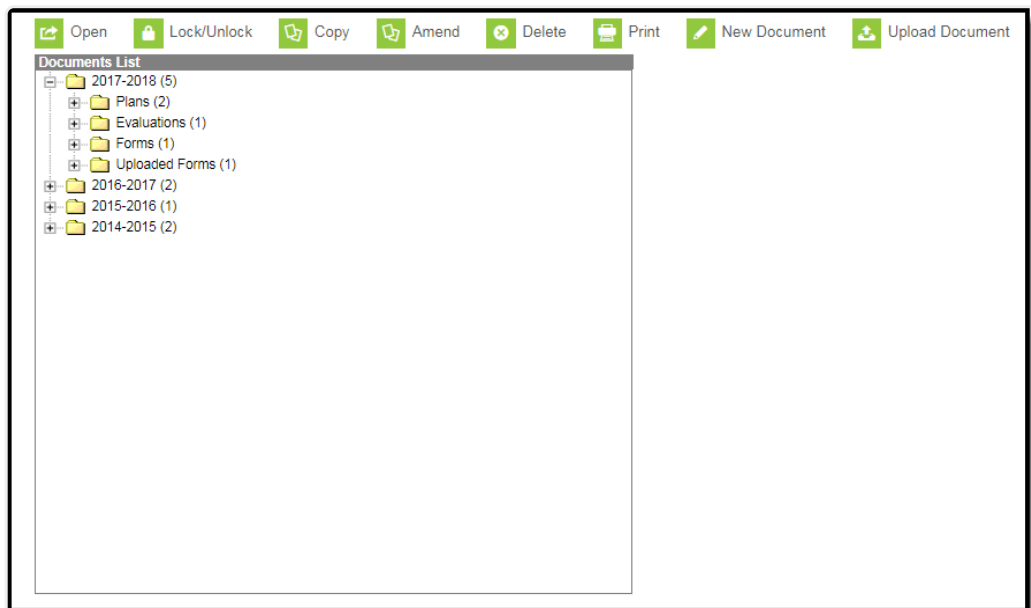 Open Lock/Unlock Copy Amend Delete Print New Document Upload Document
Documents List
2017-2018 (5)
Plans (2)
Evaluations (1)
Forms (1)
Uploaded Forms (1)
2016-2017 (2)
2015-2016 (1)
2014-2015 (2)